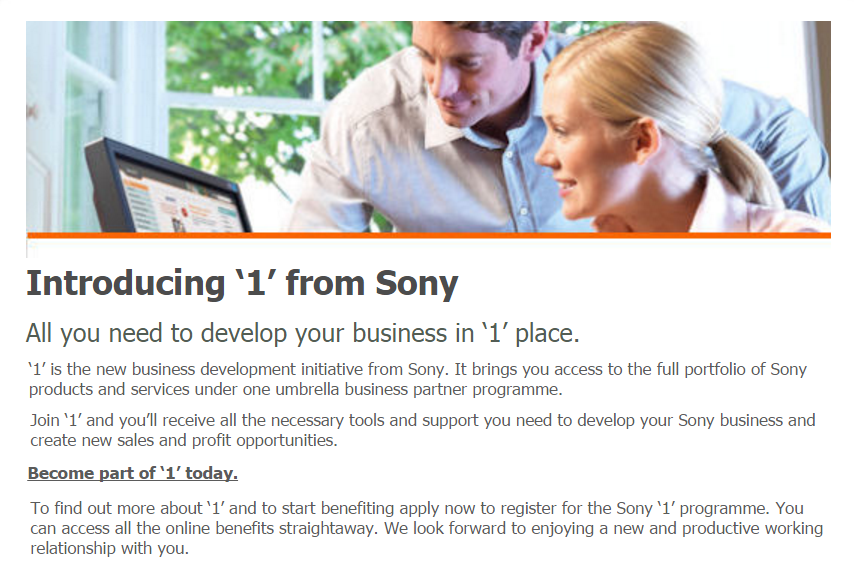 Introducing ‘1’ from Sony
All you need to develop your business in ‘1’ place.
‘1’ is the new business development initiative from Sony. It brings you access to the full portfolio of Sony
products and services under one umbrella business partner programme.
Join ‘1’ and you’ll receive all the necessary tools and support you need to develop your Sony business and
create new sales and profit opportunities.
Become part of ‘1’ today.
To find out more about ‘1’ and to start benefiting apply now to register for the Sony ‘1’ programme. You
can access all the online benefits straightaway. We look forward to enjoying a new and productive working
relationship with you.